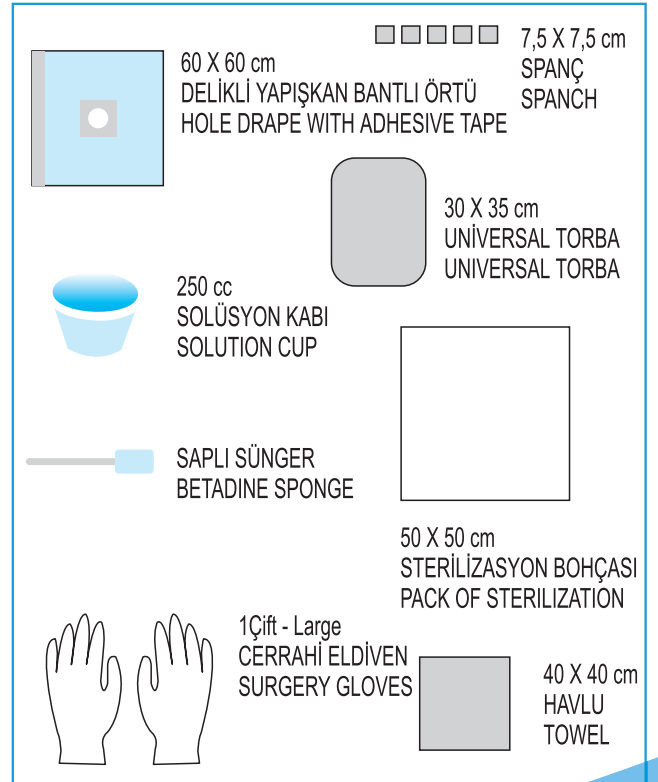 60 X 60 cm
DELİKLİ YAPIŞKAN BANTLI ÖRTÜ
HOLE DRAPE WITH ADHESIVE TAPE
7,5 X 7,5 cm
SPANÇ
SPANCH
30 X 35 cm
UNİVERSAL TORBA
UNIVERSAL TORBA
250 cc
SOLÜSYON KABI
SOLUTION CUP
SAPLI SÜNGER
BETADINE SPONGE
50 X 50 cm
STERİLİZASYON BOHÇASI
PACK OF STERILIZATION
1Çift - Large
CERRAHİ ELDİVEN
SURGERY GLOVES
40 X 40 cm
HAVLU
TOWEL